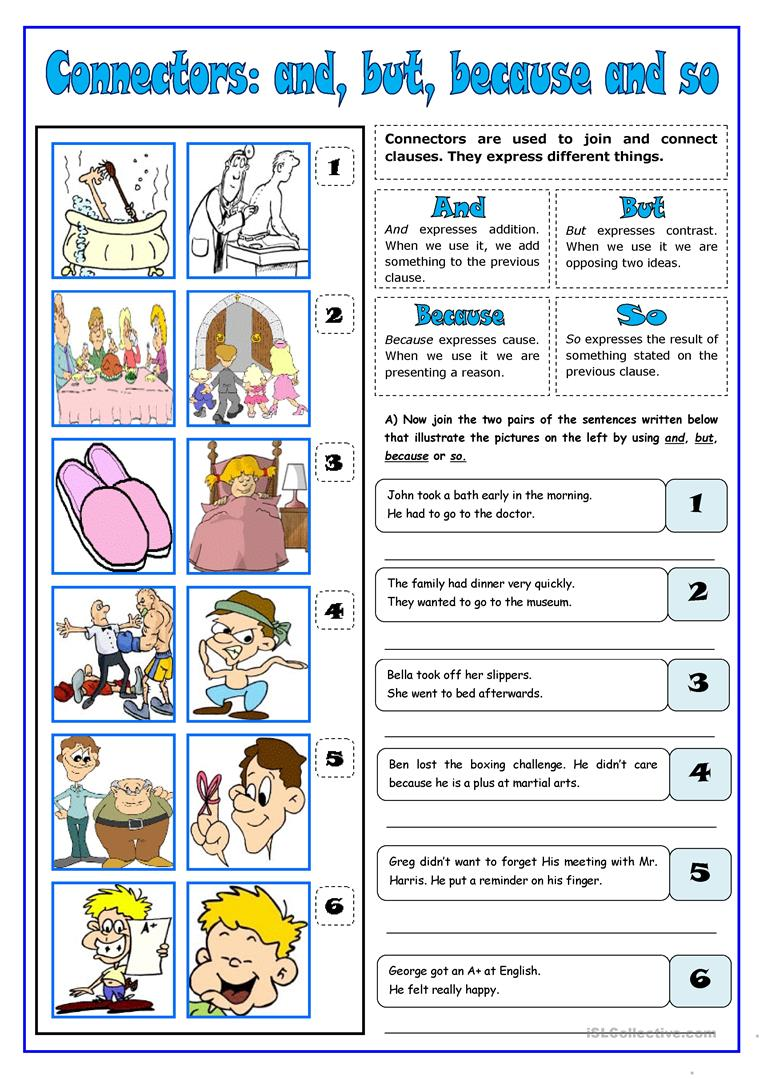 Connectors: and, but, because and so
1
2
3
4
5
A+
6
Connectors are used to join and connect
clauses. They express different things.
And
And expresses addition.
When we use it, we add
something to the previous
clause.
But
But expresses contrast.
When we use it we are
opposing two ideas.
Because
Because expresses cause.
When we use it we are
presenting a reason.
So
So expresses the result of
something stated on the
previous clause.
A) Now join the two pairs of the sentences written below
that illustrate the pictures on the left by using and, but,
because or so.
John took a bath early in the morning.
He had to go to the doctor.
1
The family had dinner very quickly.
They wanted to go to the museum.
2
Bella took off her slippers.
She went to bed afterwards.
3
Ben lost the boxing challenge. He didn't care
because he is a plus at martial arts.
4
Greg didn't want to forget His meeting with Mr.
Harris. He put a reminder on his finger.
5
George got an A+ at English.
He felt really happy.
6
iSLCollective.com